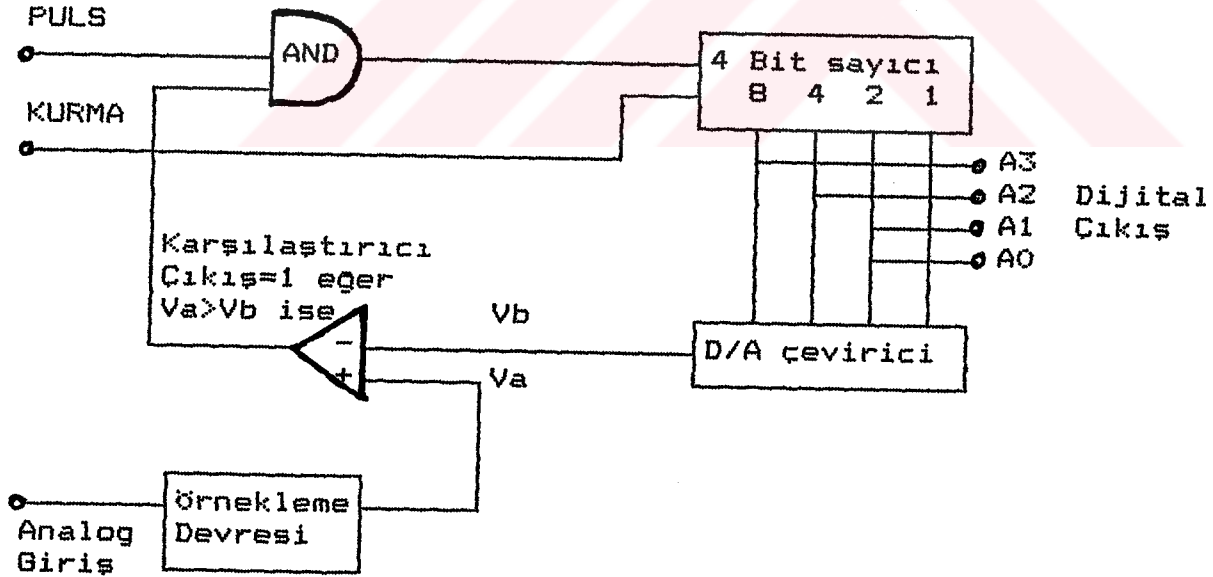 PULS
AND
4 Bit sayıcı
8 4 2 1
KURMA
A3
A2 Dijital
A1 Çıkış
A0
Karşılaştırıcı
Çıkış=1 eğer
Va>Vb ise
Vb
-
D/A çevirici
+
Va
örnekleme
Devresi
Analog
Giriş